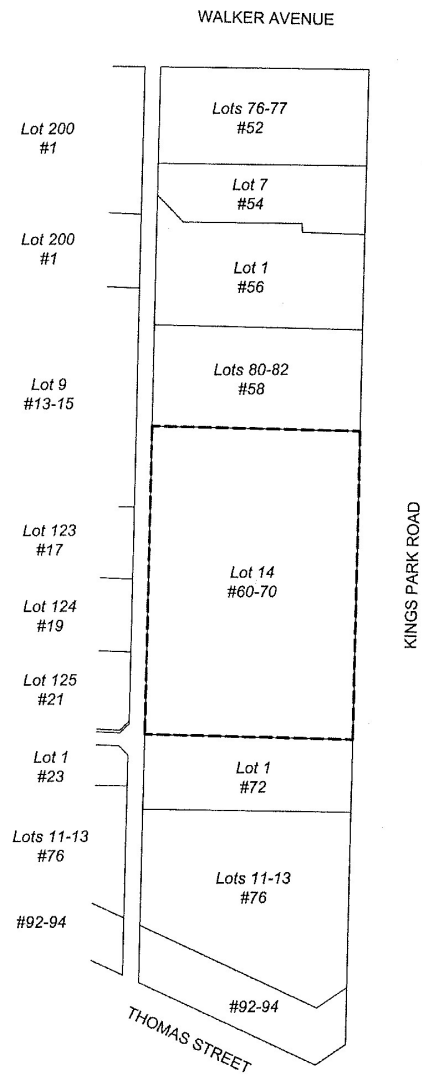 WALKER AVENUE
Lot 200
#1
Lots 76-77
#52
Lot 7
#54
Lot 200
#1
Lot 1
#56
Lot 9
#13-15
Lots 80-82
#58
Lot 123
#17
Lot 14
#60-70
KINGS PARK ROAD
Lot 124
#19
Lot 125
#21
Lot 1
#23
Lot 1
#72
Lots 11-13
#76
Lots 11-13
#76
#92-94
#92-94
THOMAS STREET